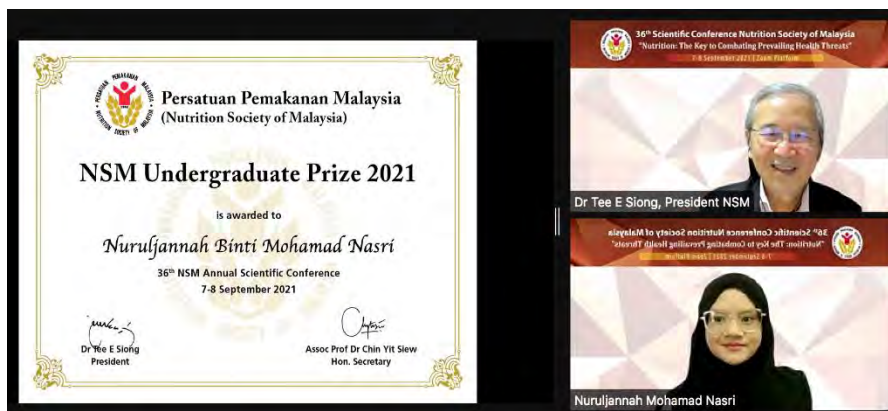 PERSATUAN PEMAKANAN MALAYSIA
NUTRITION SOCIETY OF MALAYSIA
Persatuan Pemakanan Malaysia
(Nutrition Society of Malaysia)
NSM Undergraduate Prize 2021
is awarded to
Nuruljannah Binti Mohamad Nasri
36th NSM Annual Scientific Conference
7-8 September 2021
Dr Tee E Siong
President
Assoc Prof Dr Chin Yit Siew
Hon. Secretary
36th Scientific Conference Nutrition Society of Malaysia
"Nutrition: The Key to Combating Prevailing Health Threats"
7-8 September 2021 | Zoom Platform
Dr Tee E Siong, President NSM
36th Scientific Conference Nutrition Society of Malaysia
"Nutrition: The Key to Combating Prevailing Health Threats"
7-8 September 2021 | Zoom Platform
Nuruljannah Mohamad Nasri